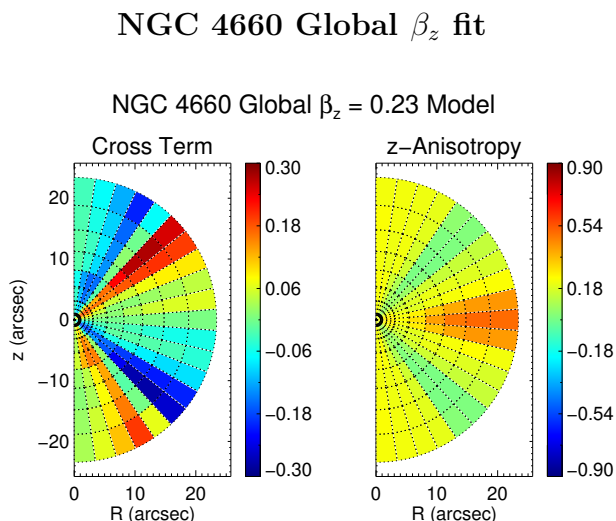 NGC 4660 Global βz fit
NGC 4660 Global βz = 0.23 Model
Cross Term
z−Anisotropy
20
10
0
−10
−20
z (arcsec)
0 10 20
R (arcsec)
0.30
0.18
0.06
−0.06
−0.18
−0.30
0 10 20
R (arcsec)
0.90
0.54
0.18
−0.18
−0.54
−0.90